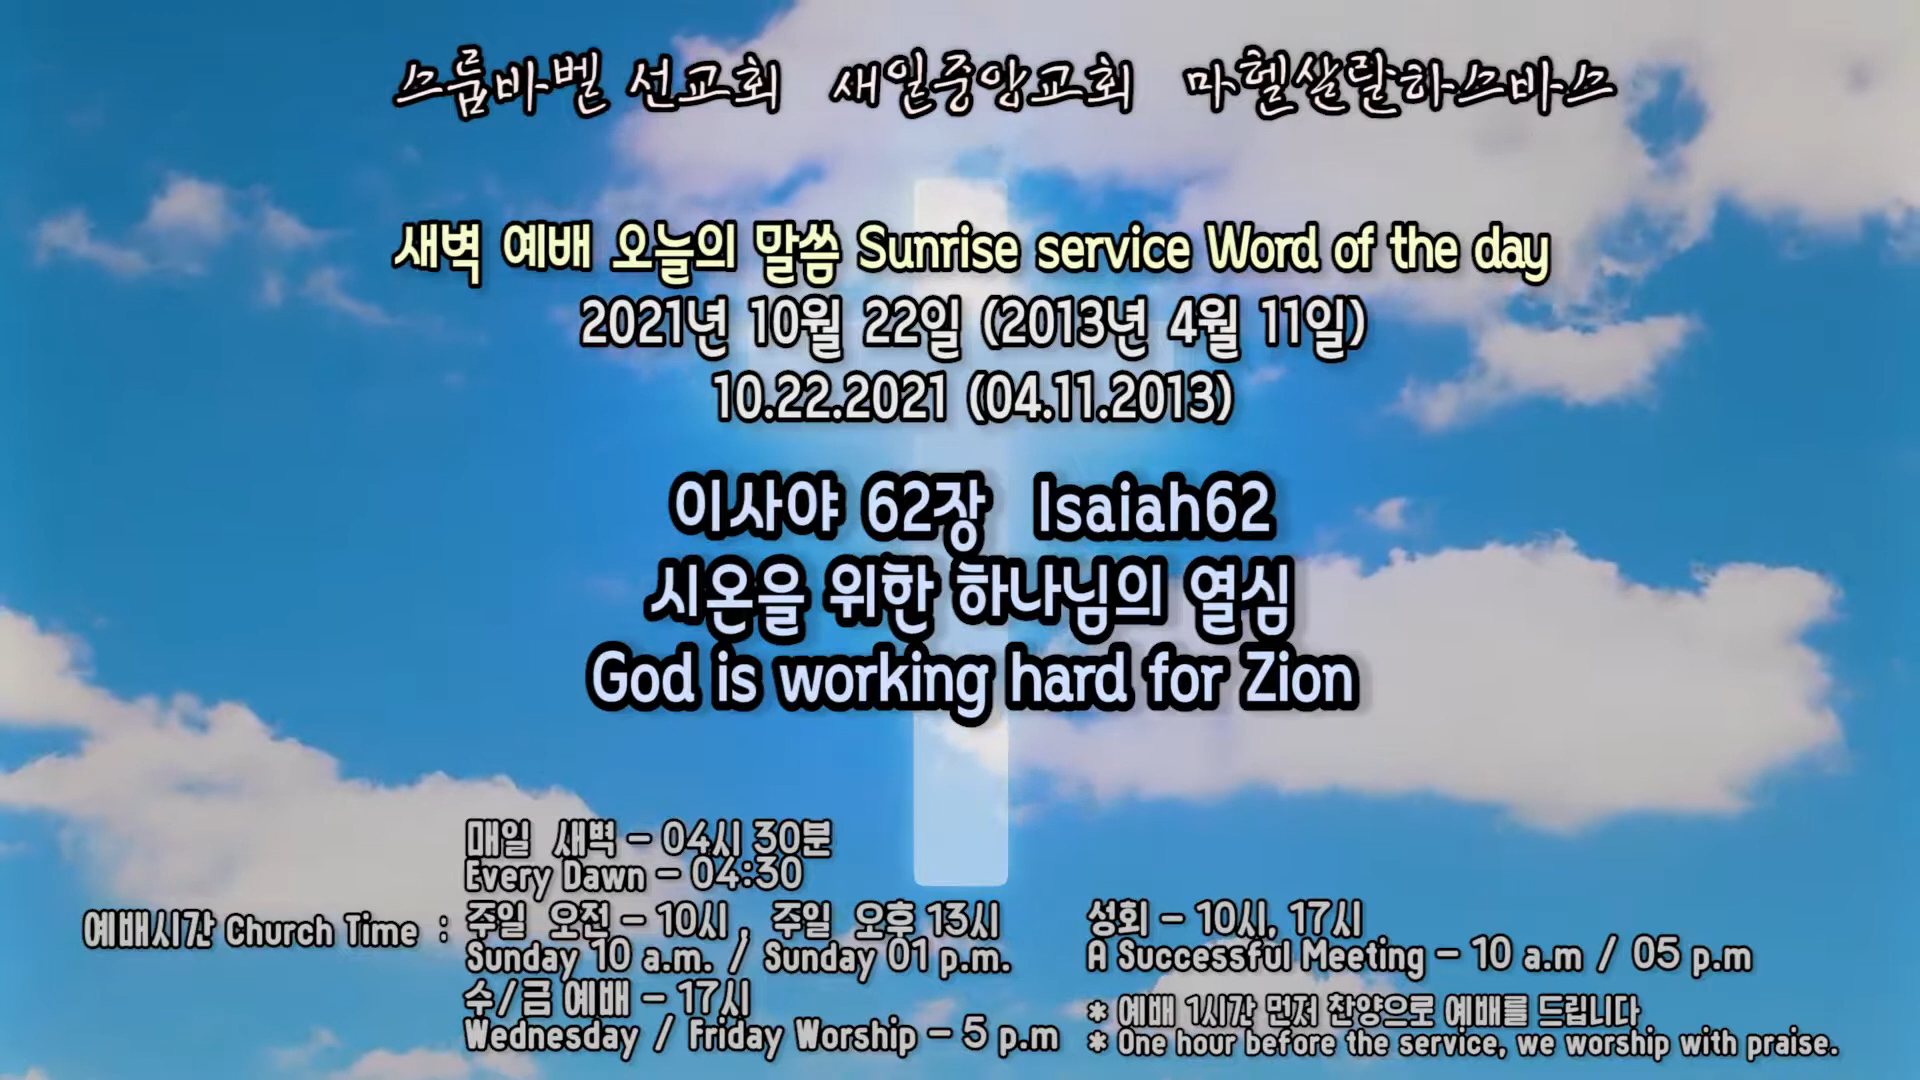 스룹바벨 선교회 새일중앙교회 마헬살랄하스바스
새벽 예배 오늘의 말씀 Sunrise service Word of the day
2021년 10월 22일 (2013년 4월 11일)
10.22.2021 (04.11.2013)
이사야 62장 Isaiah62
시온을 위한 하나님의 열심
God is working hard for Zion
예배시간 Church Time :
매일 새벽 - 04시 30분
Every Dawn - 04:30
주일 오전 - 10시 , 주일 오후 13시
Sunday 10 a.m. / Sunday 01 p.m.
수/금 예배 - 17시
Wednesday / Friday Worship - 5 p.m
성회 - 10시, 17시
A Successful Meeting - 10 a.m / 05 p.m
* 예배 1시간 먼저 찬양으로 예배를 드립니다
* One hour before the service, we worship with praise.